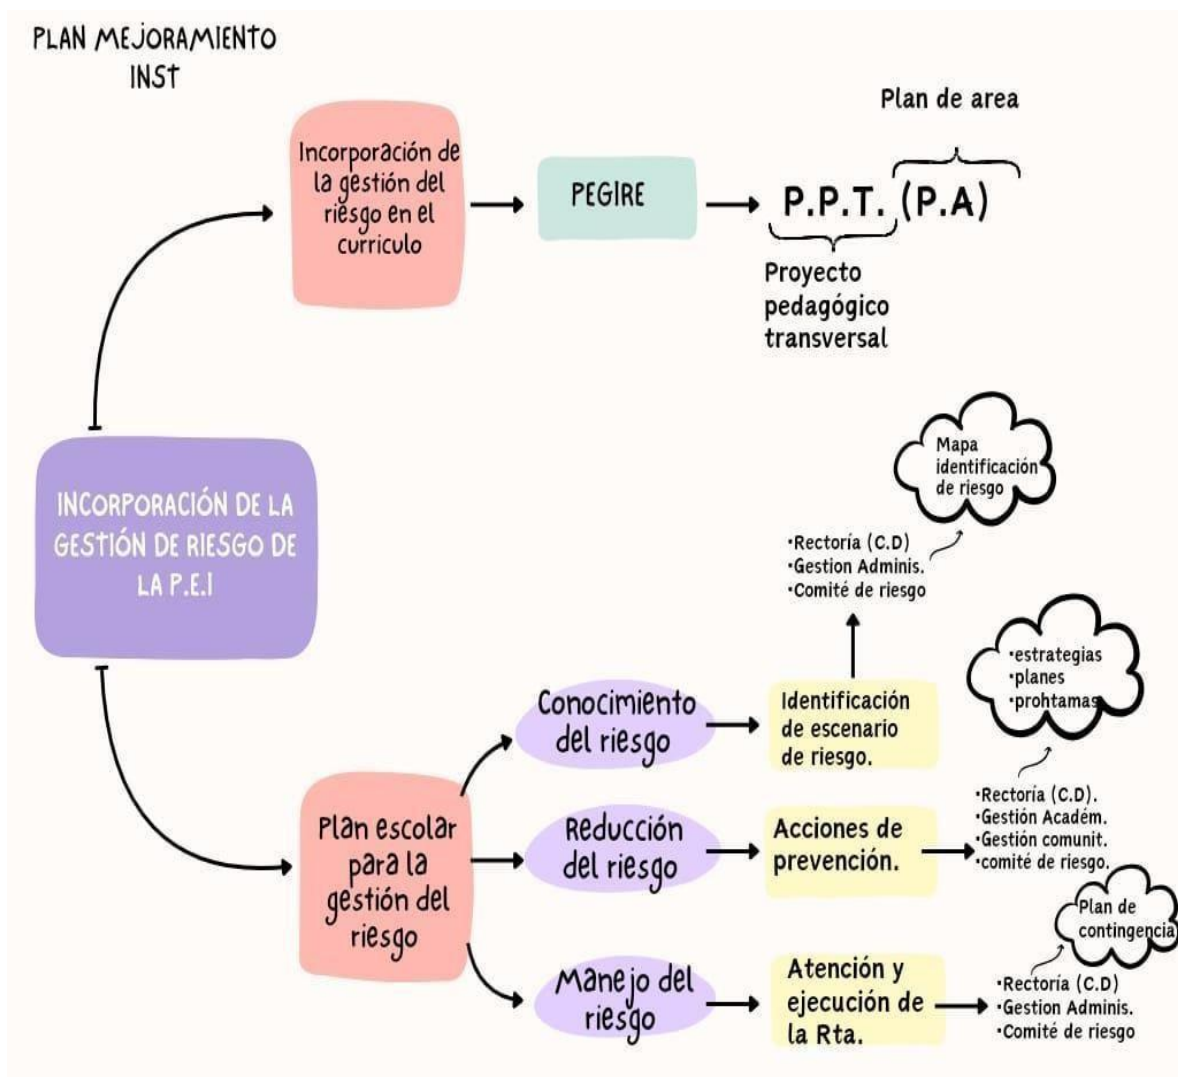 PLAN MEJORAMIENTO
INST
Plan de area
Incorporación de
la gestión del
riesgo en el
curriculo
PEGIRE
P.P.T. (P.A)
Proyecto
pedagógico
transversal
INCORPORACIÓN DE LA
GESTIÓN DE RIESGO DE
LA P.E.I
Mapa
identificación
de riesgo
•Rectoría (C.D)
•Gestion Adminis.
•Comité de riesgo
•estrategias
•planes
•prohtamas
Conocimiento
del riesgo
Identificación
de escenario
de riesgo.
Plan escolar
para la
gestión del
riesgo
Reducción
del riesgo
Acciones de
prevención.
•Rectoría (C.D).
•Gestión Académ.
•Gestión comunit.
•comité de riesgo.
Plan de
contingencia
Manejo del
riesgo
Atención y
ejecución de
la Rta.
•Rectoría (C.D)
•Gestion Adminis.
•Comité de riesgo